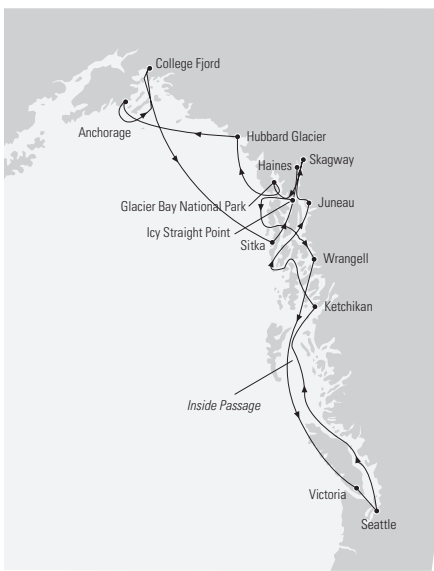 College Fjord
Anchorage
Hubbard Glacier
Haines
Skagway
Glacier Bay National Park
Juneau
Icy Straight Point
Sitka
Wrangell
Ketchikan
Inside Passage
Victoria
Seattle